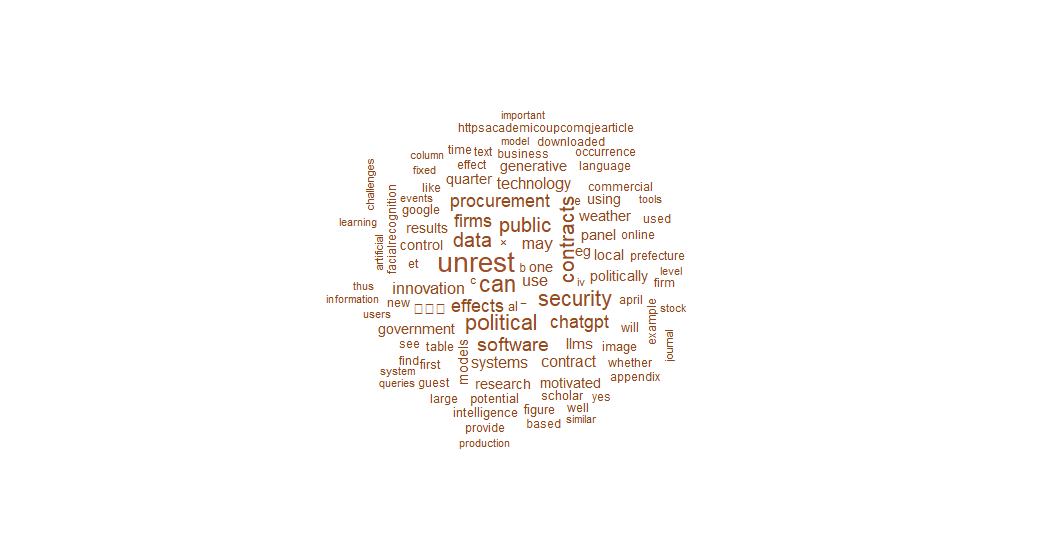 important
httpsacademicoupcomqjearticle
model downloaded
column time text business occurrence
challenges fixed effect generative language
like quarter technology commercial
facialrecognition events procurement contracts e using tools
google firms public weather used
learning results data × may panel online
artificial control unrest b one eg local prefecture
et c can use iv politically level
thus innovation firm
information new □□□ effects al – security april example stock
users political chatgpt will
government software llms image journal
see table models systems contract whether
find first appendix
system research motivated
queries guest
large potential scholar yes
intelligence figure well
provide based similar
production